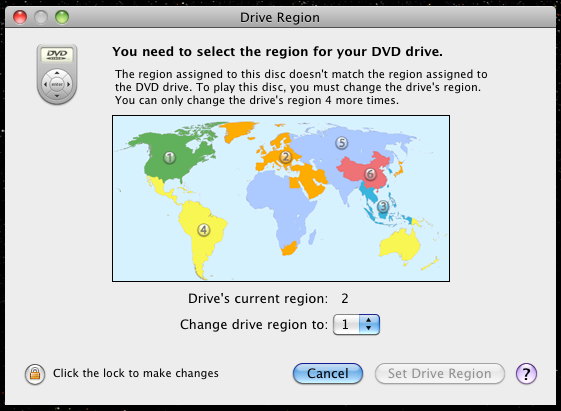 Drive Region
DVD
You need to select the region for your DVD drive.
The region assigned to this disc doesn't match the region assigned to
the DVD drive. To play this disc, you must change the drive's region.
You can only change the drive's region 4 more times.
1
2
5
6
3
4
Drive's current region: 2
Change drive region to: 1
Click the lock to make changes
Cancel
Set Drive Region
?